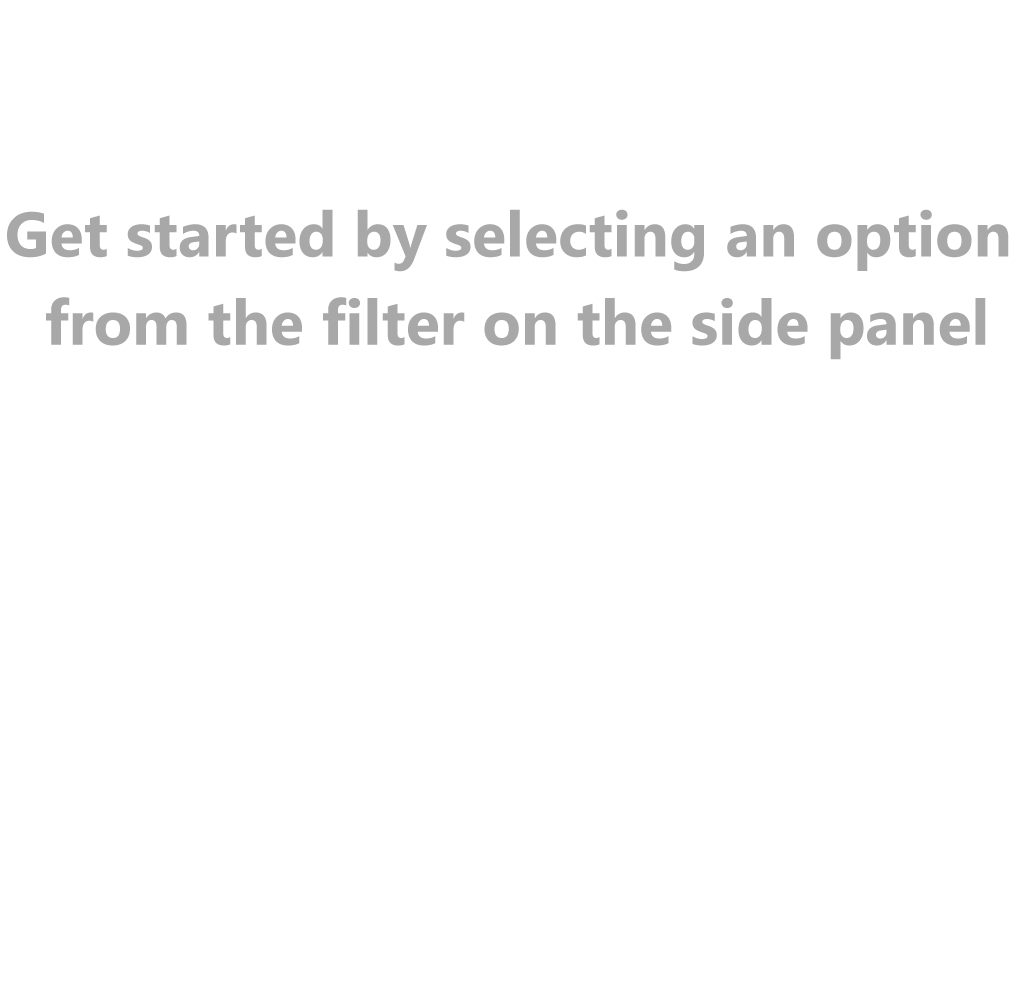 Get started by selecting an option
from the filter on the side panel